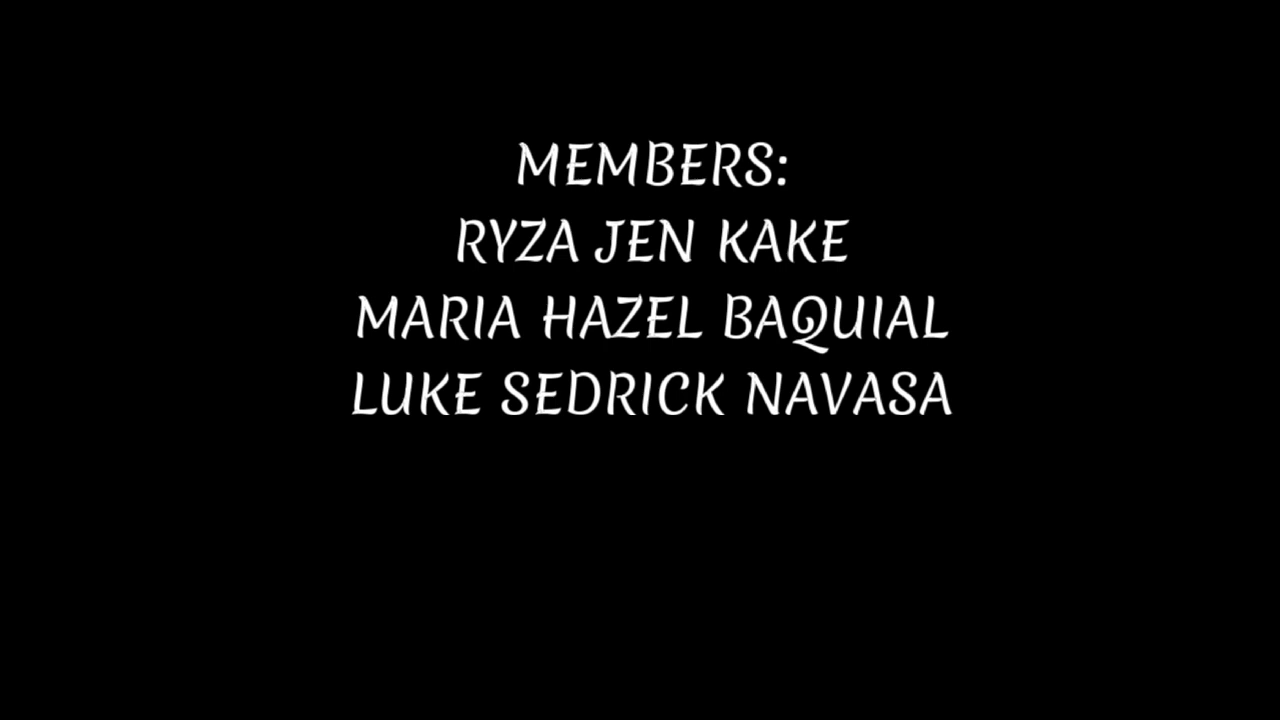 MEMBERS:
RYZA JEN KAKE
MARIA HAZEL BAQUIAL
LUKE SEDRICK NAVASA